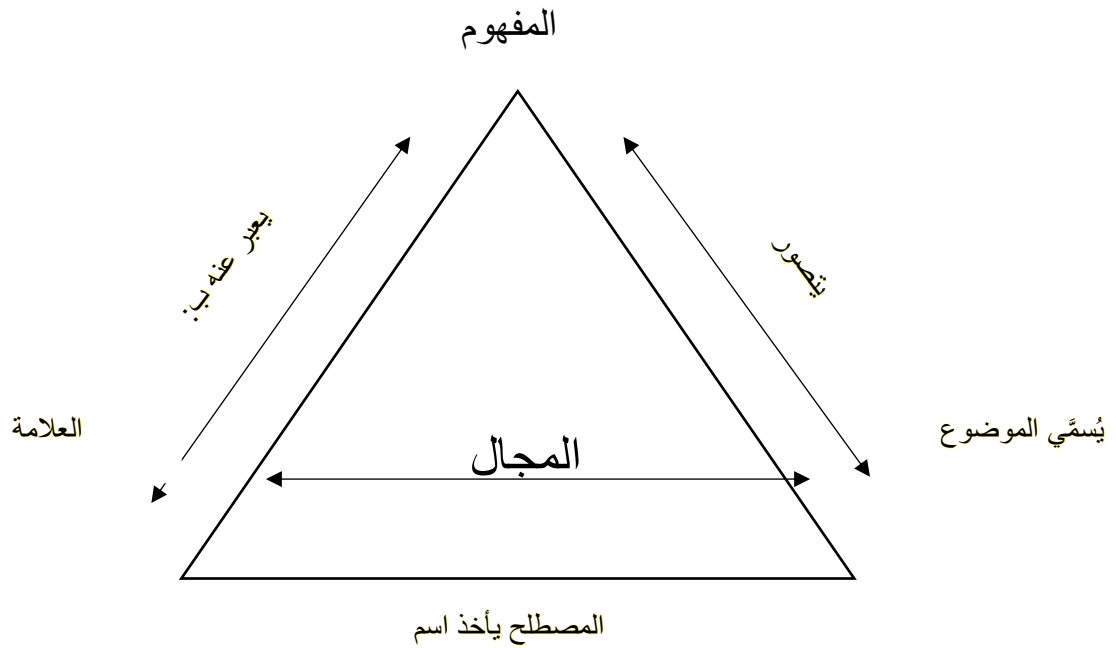 المفهوم
يتصور
يعبر عنه ب:
يُسمَّي الموضوع
العلامة
المجال
المصطلح يأخذ اسم